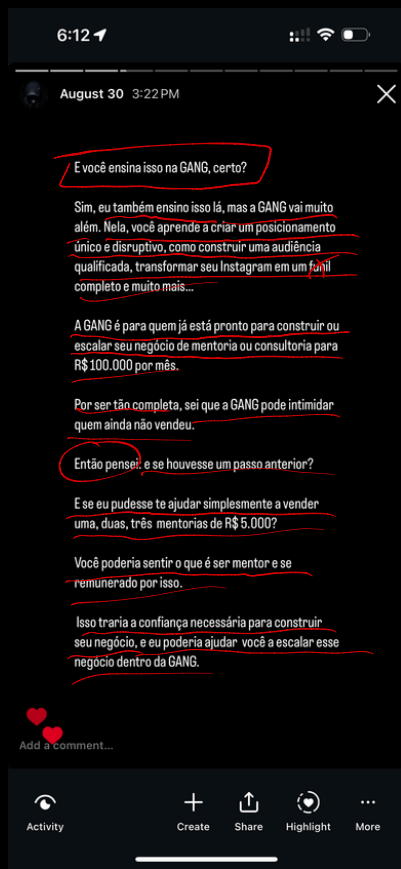 6:12
August 30 3:22 PM
E você ensina isso na GANG, certo?
Sim, eu também ensino isso lá, mas a GANG vai muito
além. Nela, você aprende a criar um posicionamento
único e disruptivo, como construir uma audiência
qualificada, transformar seu Instagram em um funil
completo e muito mais...
A GANG é para quem já está pronto para construir ou
escalar seu negócio de mentoria ou consultoria para
R$100.000 por mês.
Por ser tão completa, sei que a GANG pode intimidar
quem ainda não vendeu.
Então pensei: e se houvesse um passo anterior?
E se eu pudesse te ajudar simplesmente a vender
uma, duas, três mentorias de R$5.000?
Você poderia sentir o que é ser mentor e se
remunerado por isso.
Isso traria a confiança necessária para construir
seu negócio, e eu poderia ajudar você a escalar esse
negócio dentro da GANG.
Add a comment...
Activity
Create
Share
Highlight
More